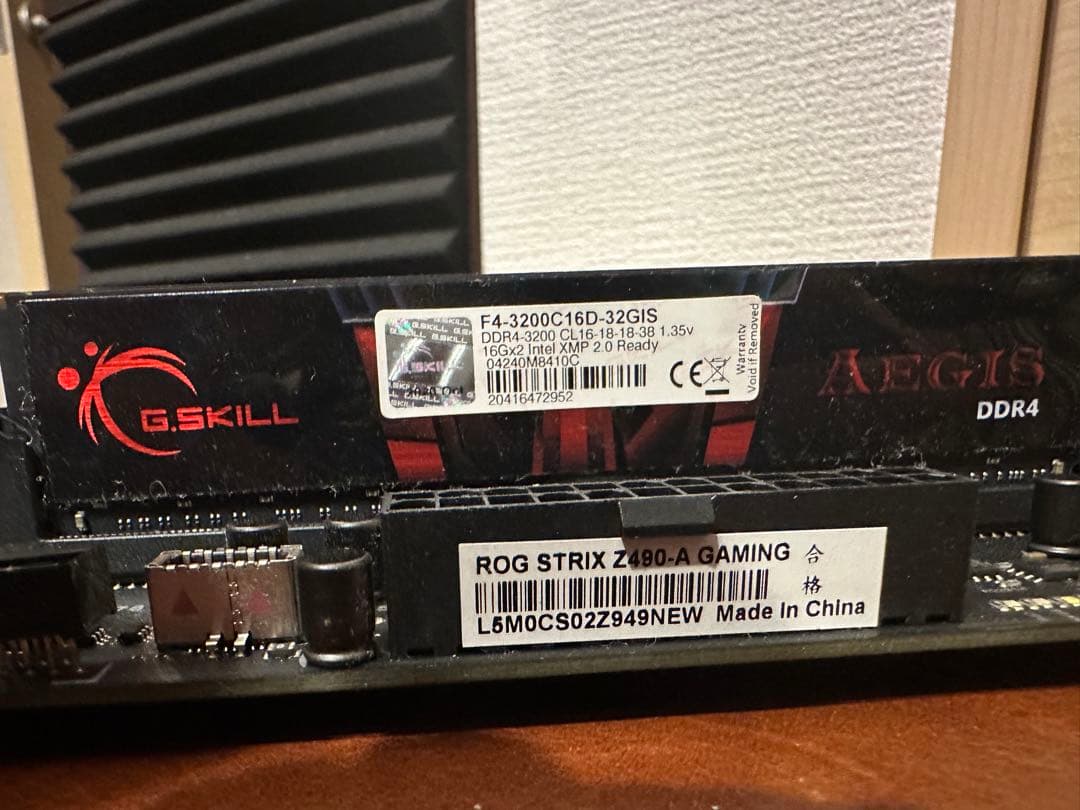 G.SKILL
F4-3200C16D-32GIS
DDR4-3200 CL16-18-18-38 1.35v
16Gx2 Intel XMP 2.0 Ready
04240M8410C
20416472952
CE
Warranty
Void if Removed
AEGIS
DDR4
ROG STRIX Z490-A GAMING 合
格
L5M0CS02Z949NEW Made In China